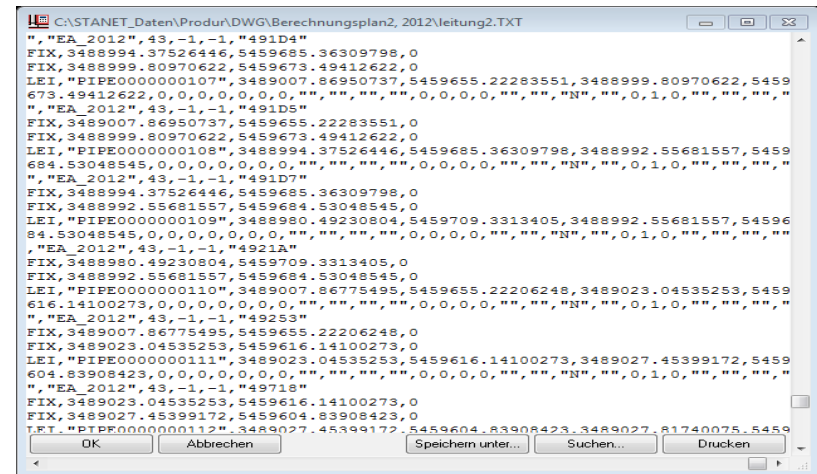 C:\STANET_Daten\Produr\DWG\Berechnungsplan2, 2012\leitung2.TXT
","EA_2012",43,-1,-1,"491D4"
FIX,3488994.37526446,5459685.36309798,0
FIX,3488999.80970622,5459673.49412622,0
LEI,"PIPE0000000107",3489007.86950737,5459655.22283551,3488999.80970622,5459
673.49412622,0,0,0,0,0,0,0,"","","","",0,0,0,0,"","","N","",0,1,0,"","","","
","EA_2012",43,-1,-1,"491D5"
FIX,3489007.86950737,5459655.22283551,0
FIX,3488999.80970622,5459673.49412622,0
LEI,"PIPE0000000108",3488994.37526446,5459685.36309798,3488992.55681557,5459
684.53048545,0,0,0,0,0,0,0,"","","","",0,0,0,0,"","","N","",0,1,0,"","","","
","EA_2012",43,-1,-1,"491D7"
FIX,3488994.37526446,5459685.36309798,0
FIX,3488992.55681557,5459684.53048545,0
LEI,"PIPE0000000109",3488980.49230804,5459709.3313405,3488992.55681557,54596
84.53048545,0,0,0,0,0,0,0,"","","","",0,0,0,0,"","","N","",0,1,0,"","","",""
,"EA_2012",43,-1,-1,"4921A"
FIX,3488980.49230804,5459709.3313405,0
FIX,3488992.55681557,5459684.53048545,0
LEI,"PIPE0000000110",3489007.86775495,5459655.22206248,3489023.04535253,5459
616.14100273,0,0,0,0,0,0,0,"","","","",0,0,0,0,"","","N","",0,1,0,"","","","
","EA_2012",43,-1,-1,"49253"
FIX,3489007.86775495,5459655.22206248,0
FIX,3489023.04535253,5459616.14100273,0
LEI,"PIPE0000000111",3489023.04535253,5459616.14100273,3489027.45399172,5459
604.83908423,0,0,0,0,0,0,0,"","","","",0,0,0,0,"","","N","",0,1,0,"","","","
","EA_2012",43,-1,-1,"49718"
FIX,3489023.04535253,5459616.14100273,0
FIX,3489027.45399172,5459604.83908423,0
LEI,"PIPE0000000112",3489027.45399172,5459604.83908423,3489027.81740075,5459
OK Abbrechen Speichern unter... Suchen... Drucken